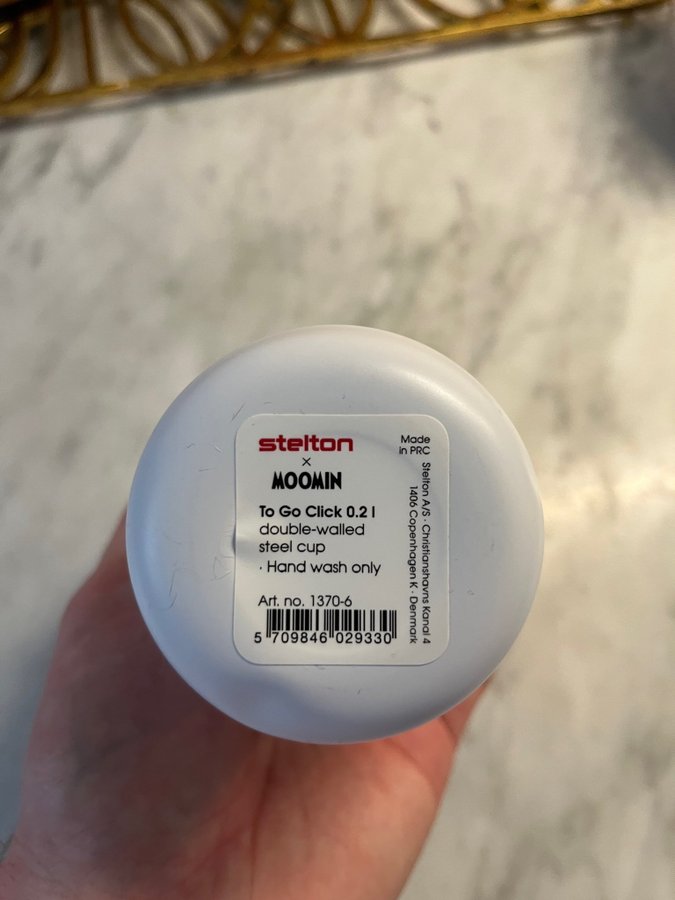 stelton
×
MOOMIN
To Go Click 0.2 l
double-walled
steel cup
· Hand wash only
Art. no. 1370-6
5 709846 029330
Made
in PRC
Stelton A/S · Christianshavns Kanal 4
1406 Copenhagen K · Denmark